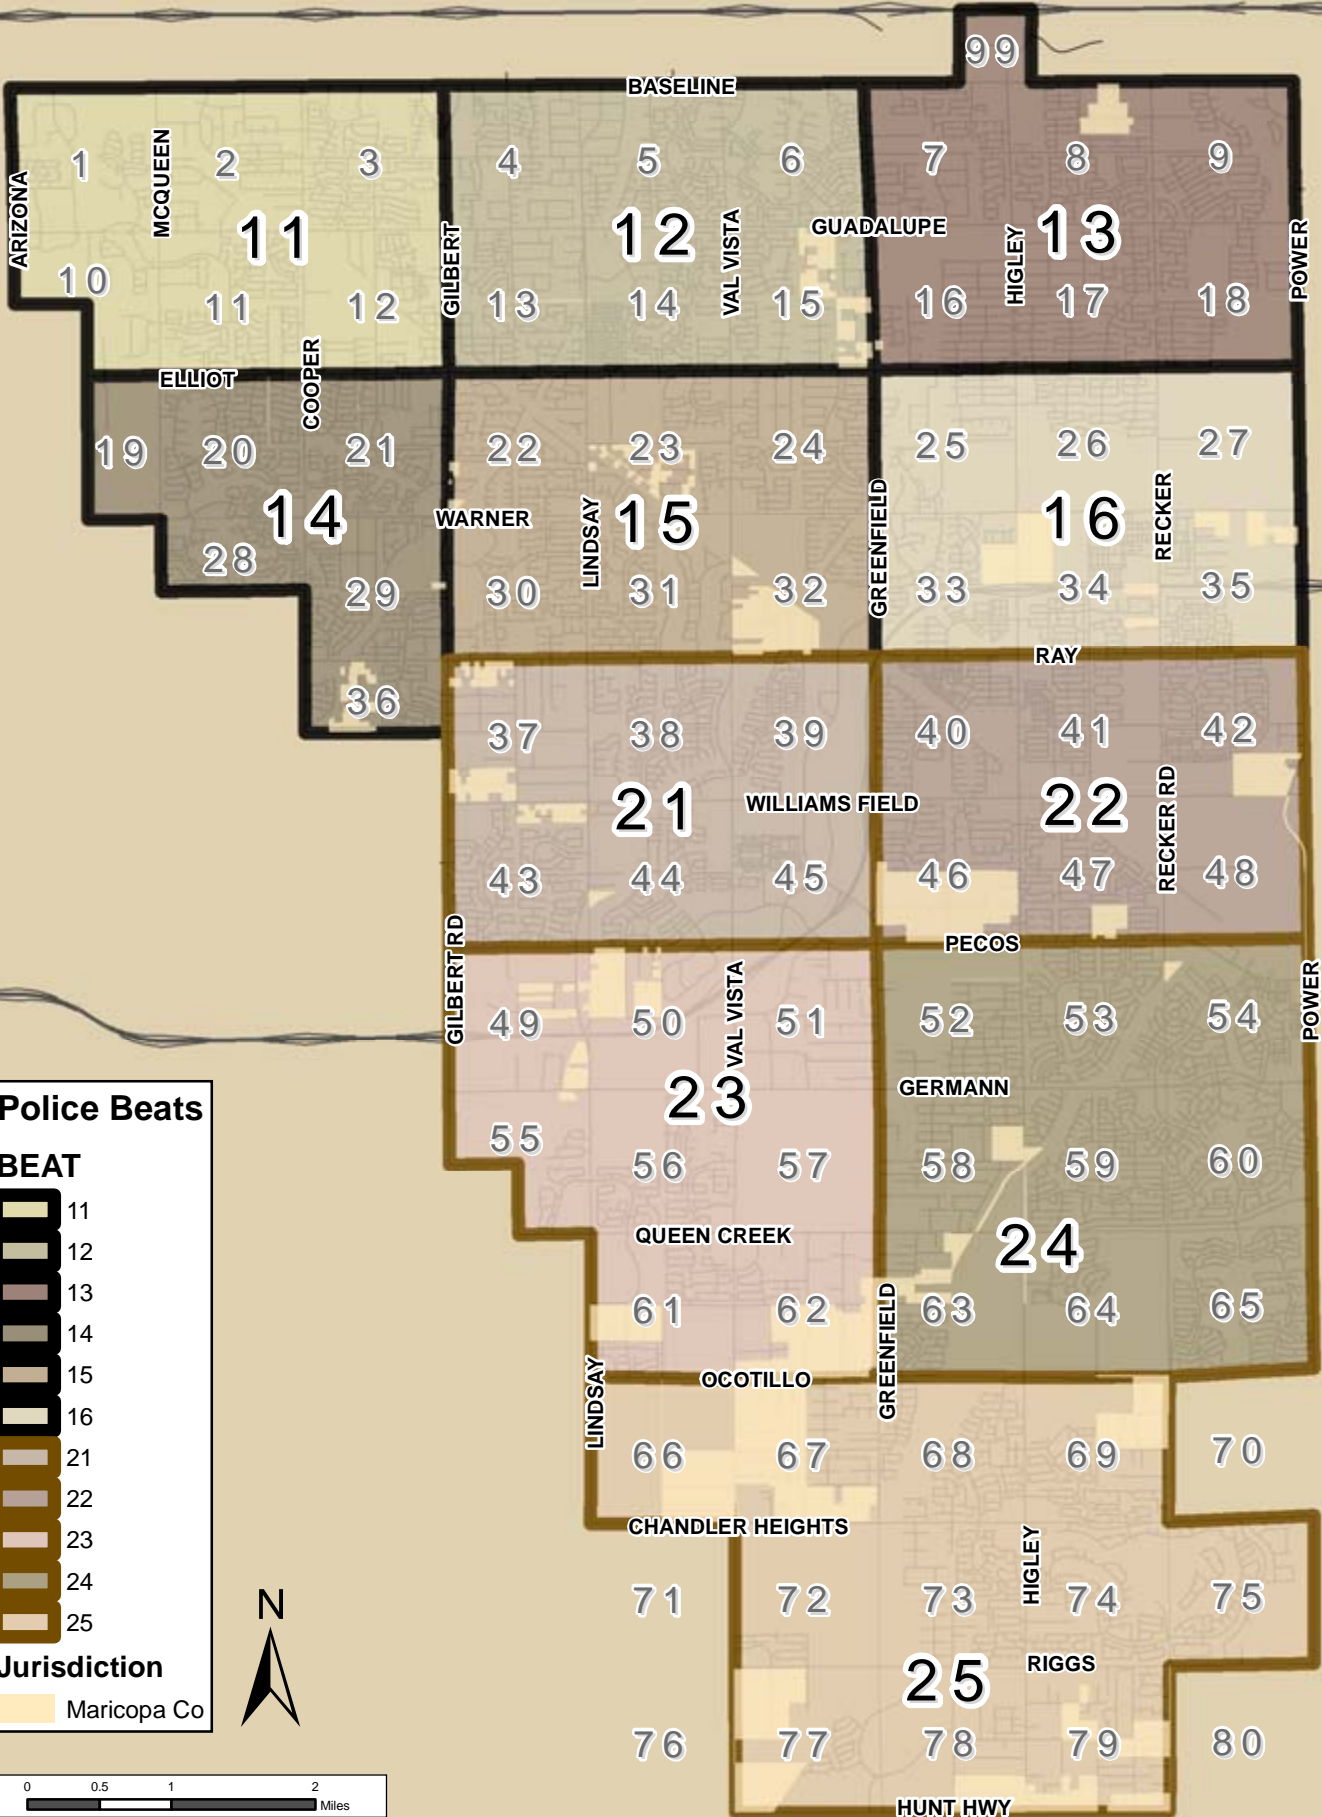 99
BASELINE
1
MCQUEEN
2
3
4
5
6
7
8
9
ARIZONA
11
GILBERT
12
VAL VISTA
GUADALUPE
HIGLEY
13
POWER
10
11
12
13
14
15
16
17
18
ELLIOT
COOPER
19
20
21
22
23
24
25
26
27
14
WARNER
LINDSAY
15
GREENFIELD
16
RECKER
28
29
30
31
32
33
34
35
RAY
36
37
38
39
40
41
42
21
WILLIAMS FIELD
22
RECKER RD
43
44
45
46
47
48
GILBERT RD
PECOS
POWER
49
50
VAL VISTA
51
52
53
54
23
GERMANN
55
56
57
58
59
60
QUEEN CREEK
24
61
62
GREENFIELD
63
64
65
LINDSAY
OCOTILLO
66
67
68
69
70
CHANDLER HEIGHTS
HIGLEY
71
72
73
74
75
25
RIGGS
76
77
78
79
80
HUNT HWY
Police Beats
BEAT
11
12
13
14
15
16
21
22
23
24
25
Jurisdiction
Maricopa Co
N
0 0.5 1 2
Miles